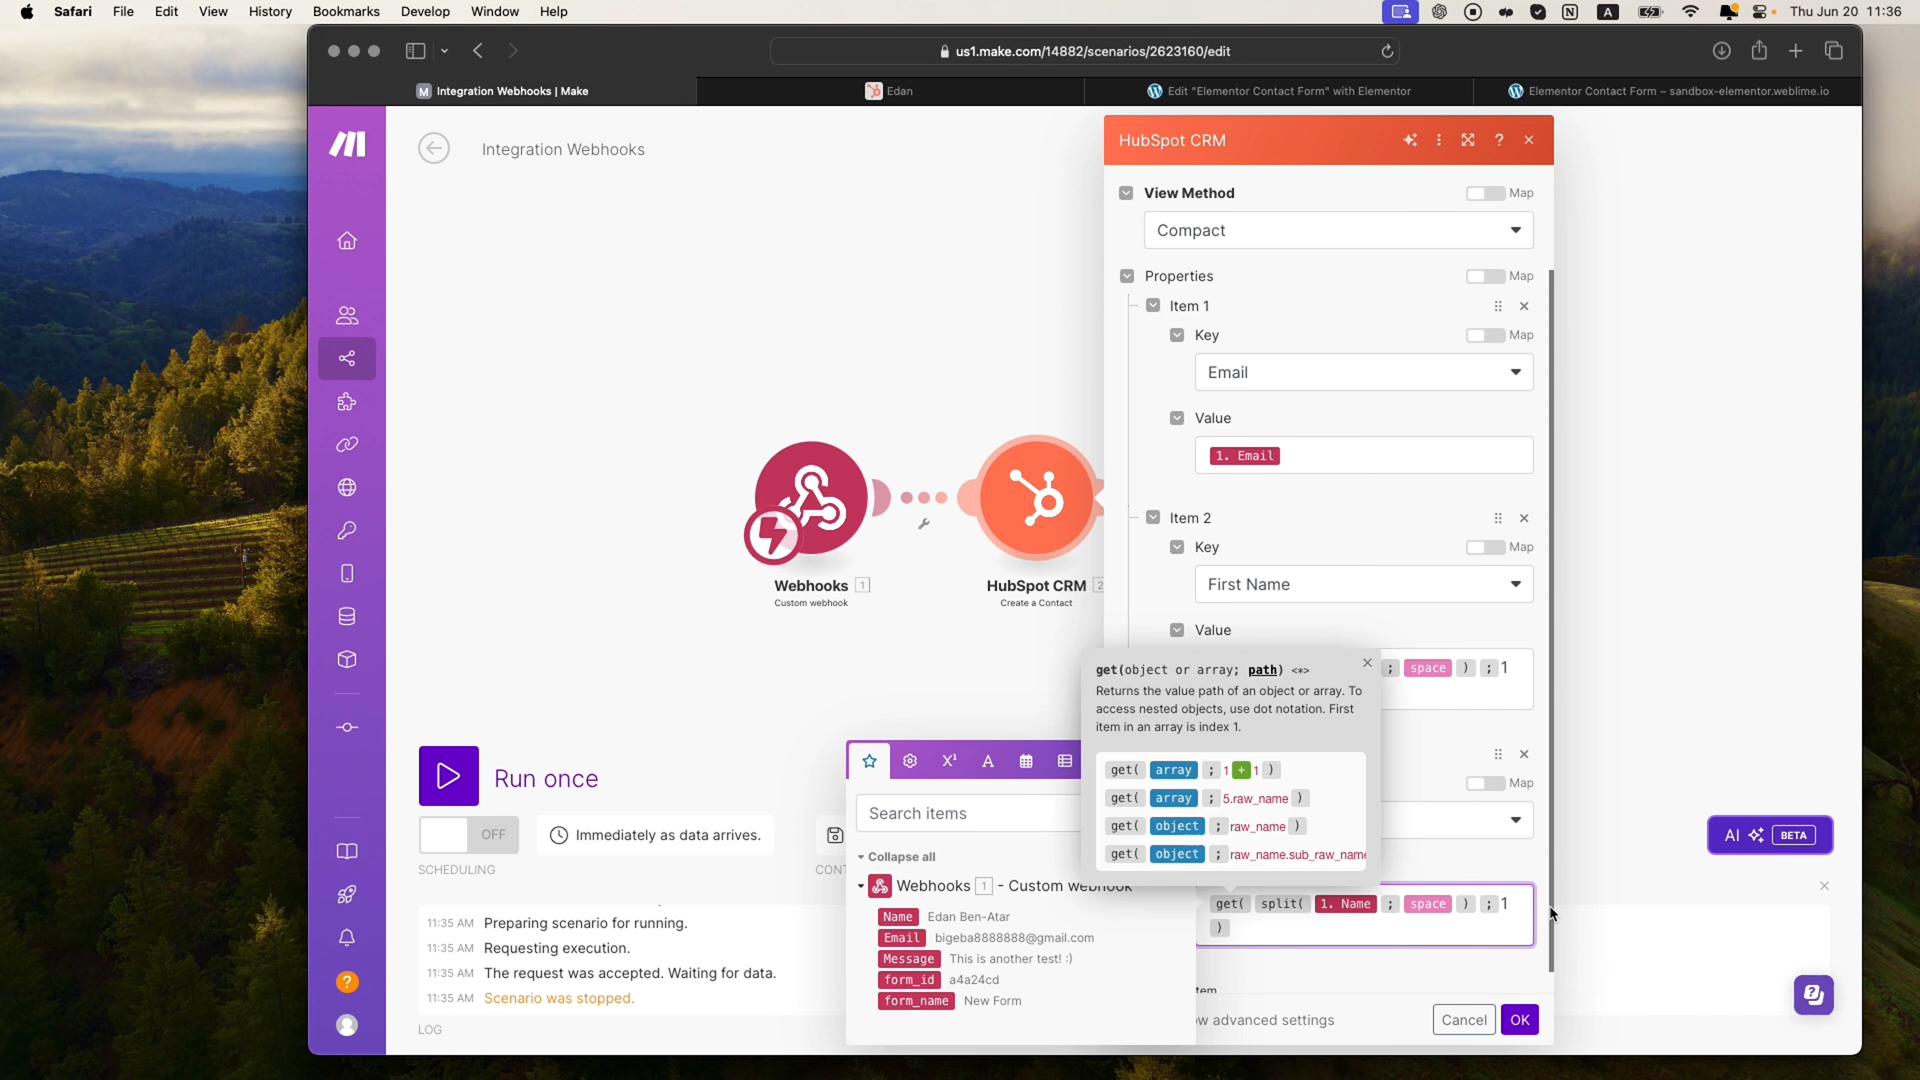 Safari File Edit View History Bookmarks Develop Window Help
A
Thu Jun 20 11:36
us1.make.com/14882/scenarios/2623160/edit
M Integration Webhooks | Make
Edan
Edit "Elementor Contact Form" with Elementor
Elementor Contact Form – sandbox-elementor.weblime.io
Integration Webhooks
HubSpot CRM
?
View Method
Map
Compact
Properties
Map
Item 1
Key
Map
Email
Value
1. Email
Item 2
Key
Map
First Name
Value
; space ) ; 1
Map
Webhooks 1
Custom webhook
HubSpot CRM 2
Create a Contact
get(object or array; path) <*>
Returns the value path of an object or array. To
access nested objects, use dot notation. First
item in an array is index 1.
get( array ; 1 + 1 )
get( array ; 5.raw_name )
get( object ; raw_name )
get( object ; raw_name.sub_raw_name
get( split( 1. Name ; space ) ; 1
)
Run once
OFF
Immediately as data arrives.
SCHEDULING
CONT
X¹ A
Search items
Collapse all
Webhooks 1 - Custom webhook
Name Edan Ben-Atar
Email bigeba8888888@gmail.com
Message This is another test! :)
form_id a4a24cd
form_name New Form
11:35 AM Preparing scenario for running.
11:35 AM Requesting execution.
11:35 AM The request was accepted. Waiting for data.
11:35 AM Scenario was stopped.
LOG
?
AI BETA
tem
ow advanced settings
Cancel
OK
?